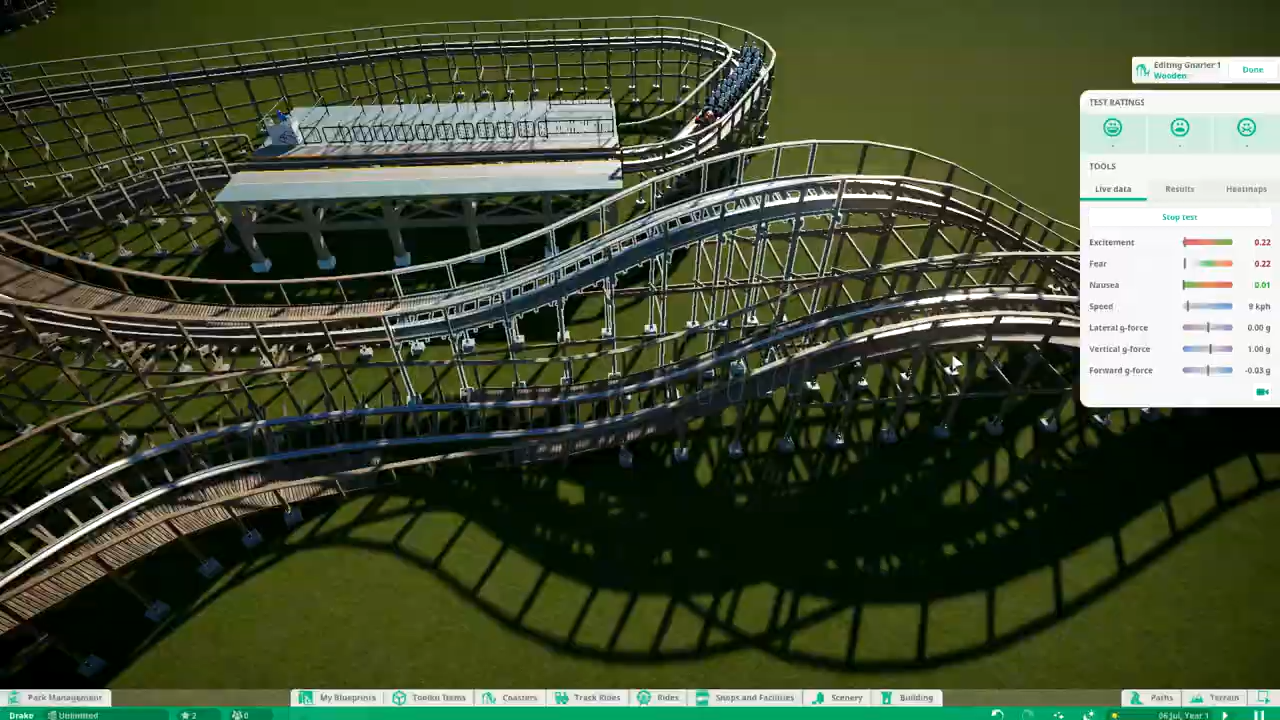 Editing Gnarler 1
Wooden
Done
TEST RATINGS
- - -
TOOLS
Live data Results Heatmaps
Stop test
Excitement 0.22
Fear 0.22
Nausea 0.01
Speed 9 kph
Lateral g-force 0.00 g
Vertical g-force 1.00 g
Forward g-force -0.03 g
Park Management My Blueprints Toolkit Items Coasters Track Rides Rides Shops and Facilities Scenery Building Paths Terrain
Drake Unlimited 2 0 06 Jul, Year 1